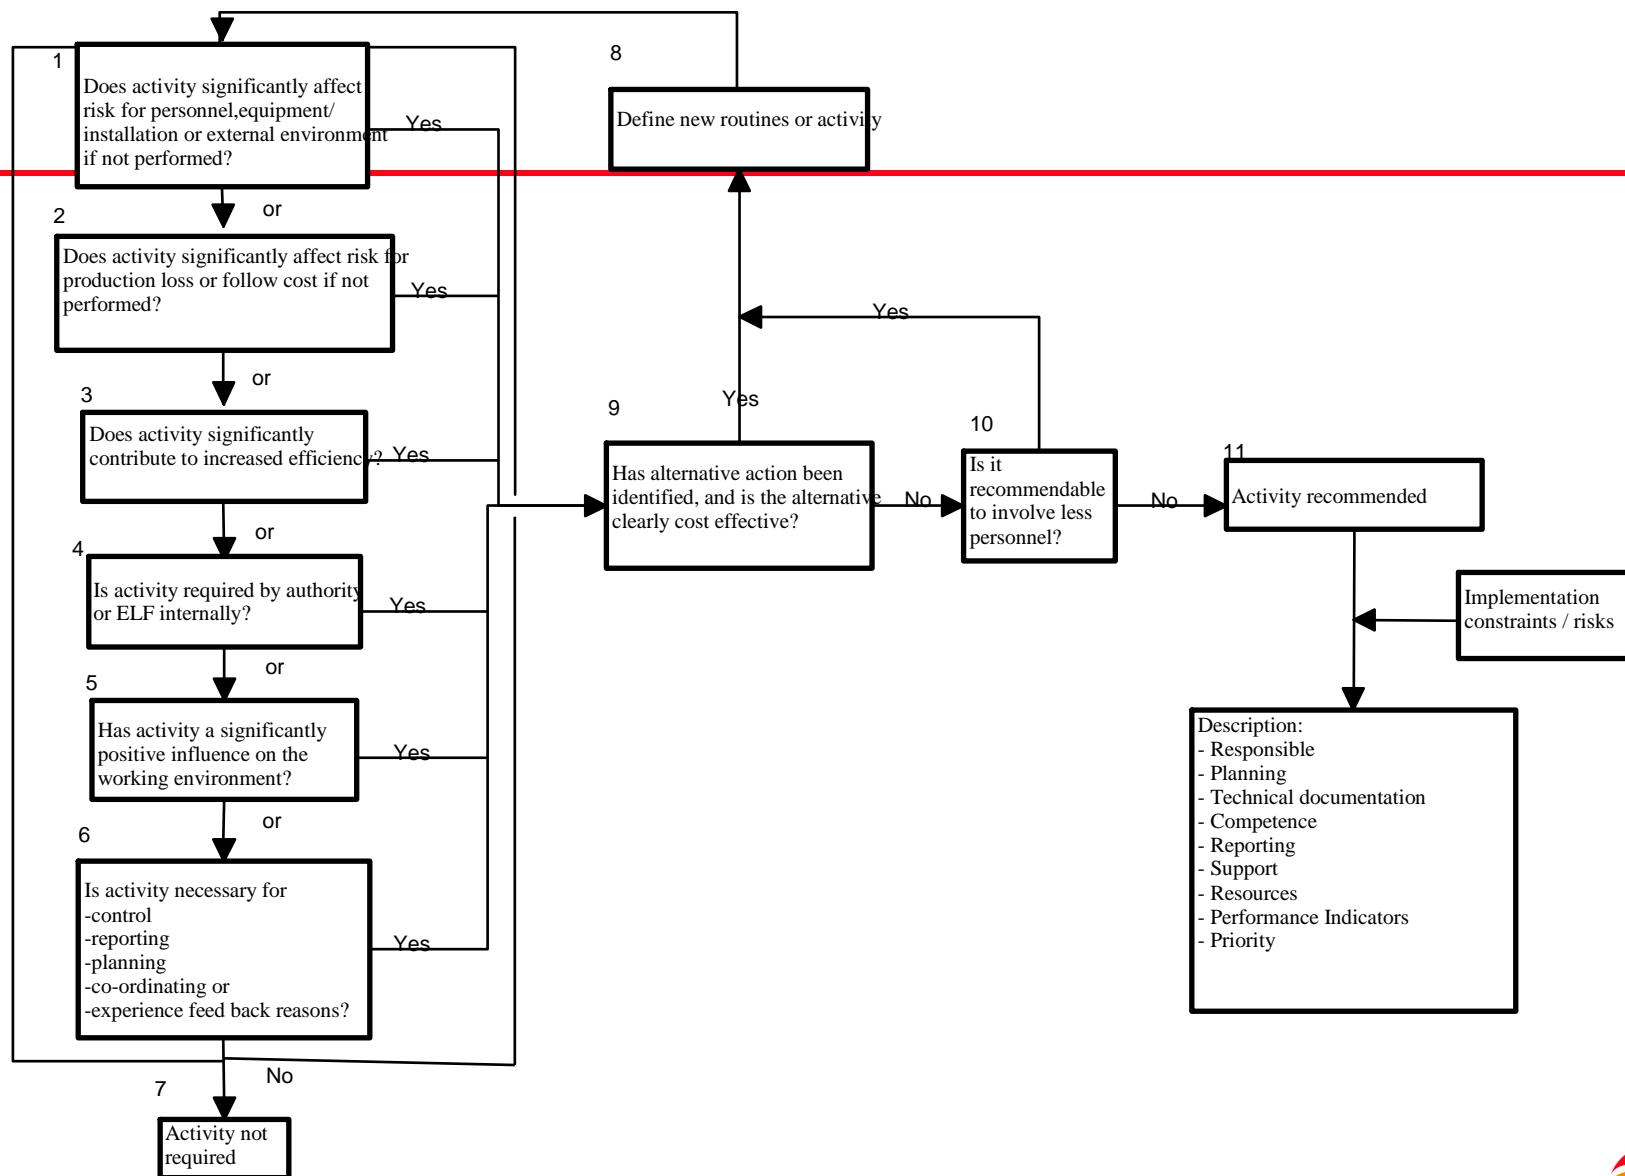 1
Does activity significantly affect
risk for personnel,equipment/
installation or external environment
if not performed?
Yes
or
2
Does activity significantly affect risk for
production loss or follow cost if not
performed?
Yes
or
3
Does activity significantly
contribute to increased efficiency?
Yes
or
4
Is activity required by authority
or ELF internally?
Yes
or
5
Has activity a significantly
positive influence on the
working environment?
Yes
or
6
Is activity necessary for
-control
-reporting
-planning
-co-ordinating or
-experience feed back reasons?
Yes
No
7
Activity not
required
8
Define new routines or activity
Yes
Yes
9
Has alternative action been
identified, and is the alternative
clearly cost effective?
No
10
Is it
recommendable
to involve less
personnel?
No
11
Activity recommended
Implementation
constraints / risks
Description:
- Responsible
- Planning
- Technical documentation
- Competence
- Reporting
- Support
- Resources
- Performance Indicators
- Priority